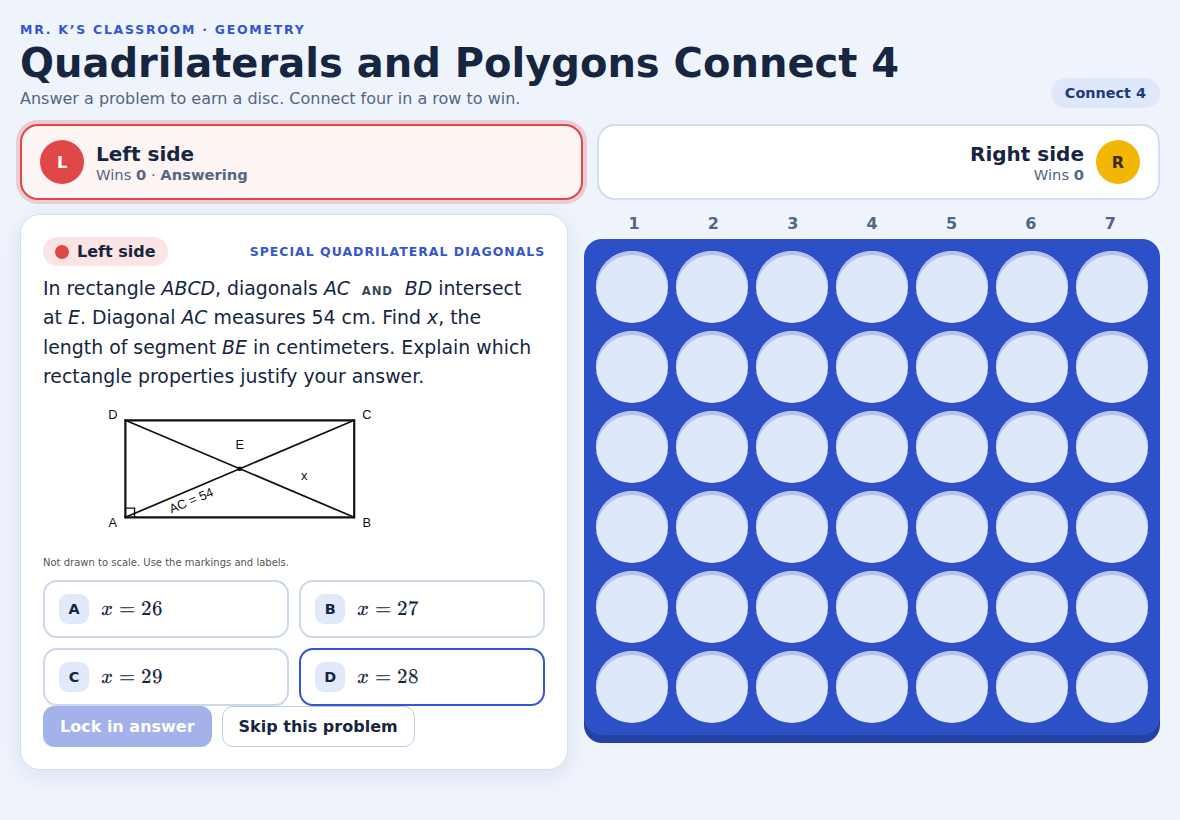 MR. K’S CLASSROOM · GEOMETRY
Quadrilaterals and Polygons Connect 4
Answer a problem to earn a disc. Connect four in a row to win.
Connect 4
L
Left side
Wins 0 · Answering
Right side
Wins 0
R
Left side
SPECIAL QUADRILATERAL DIAGONALS
In rectangle ABCD, diagonals AC AND BD intersect
at E. Diagonal AC measures 54 cm. Find x, the
length of segment BE in centimeters. Explain which
rectangle properties justify your answer.
D
C
E
x
AC = 54
A
B
Not drawn to scale. Use the markings and labels.
A x = 26
B x = 27
C x = 29
D x = 28
Lock in answer
Skip this problem
1 2 3 4 5 6 7